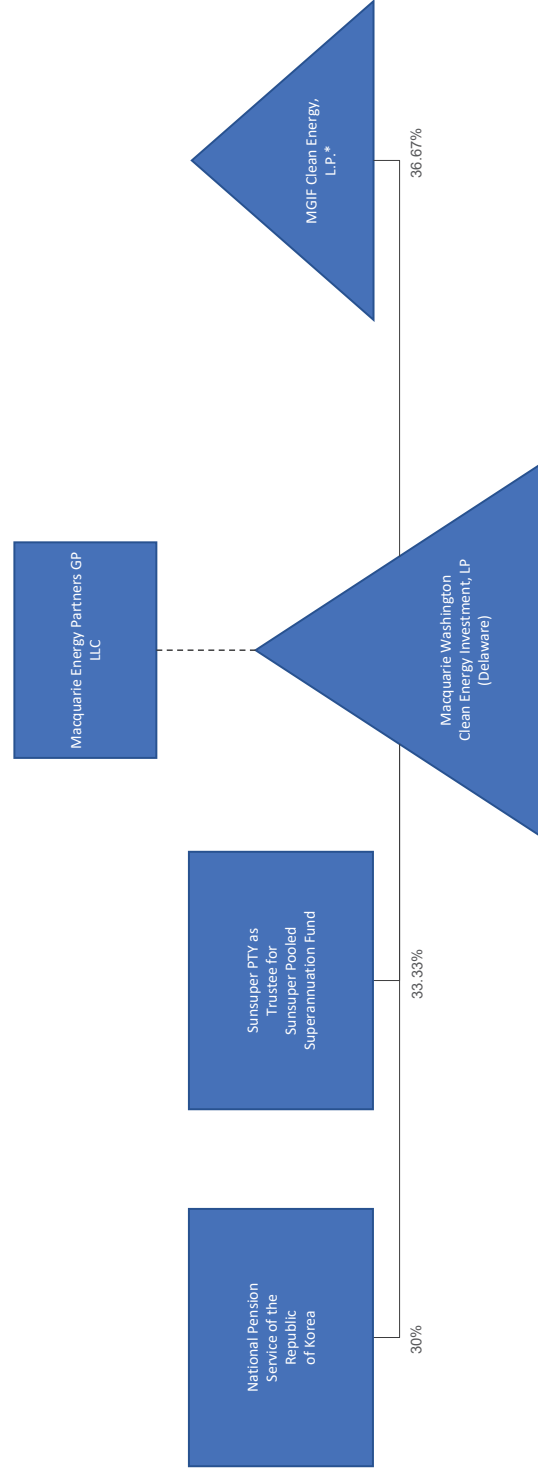 Macquarie Energy Partners GP
LLC
National Pension
Service of the
Republic
of Korea
Sunsuper PTY as
Trustee for
Sunsuper Pooled
Superannuation Fund
MGIF Clean Energy,
L.P.*
30%
33.33%
36.67%
Macquarie Washington
Clean Energy Investment, LP
(Delaware)